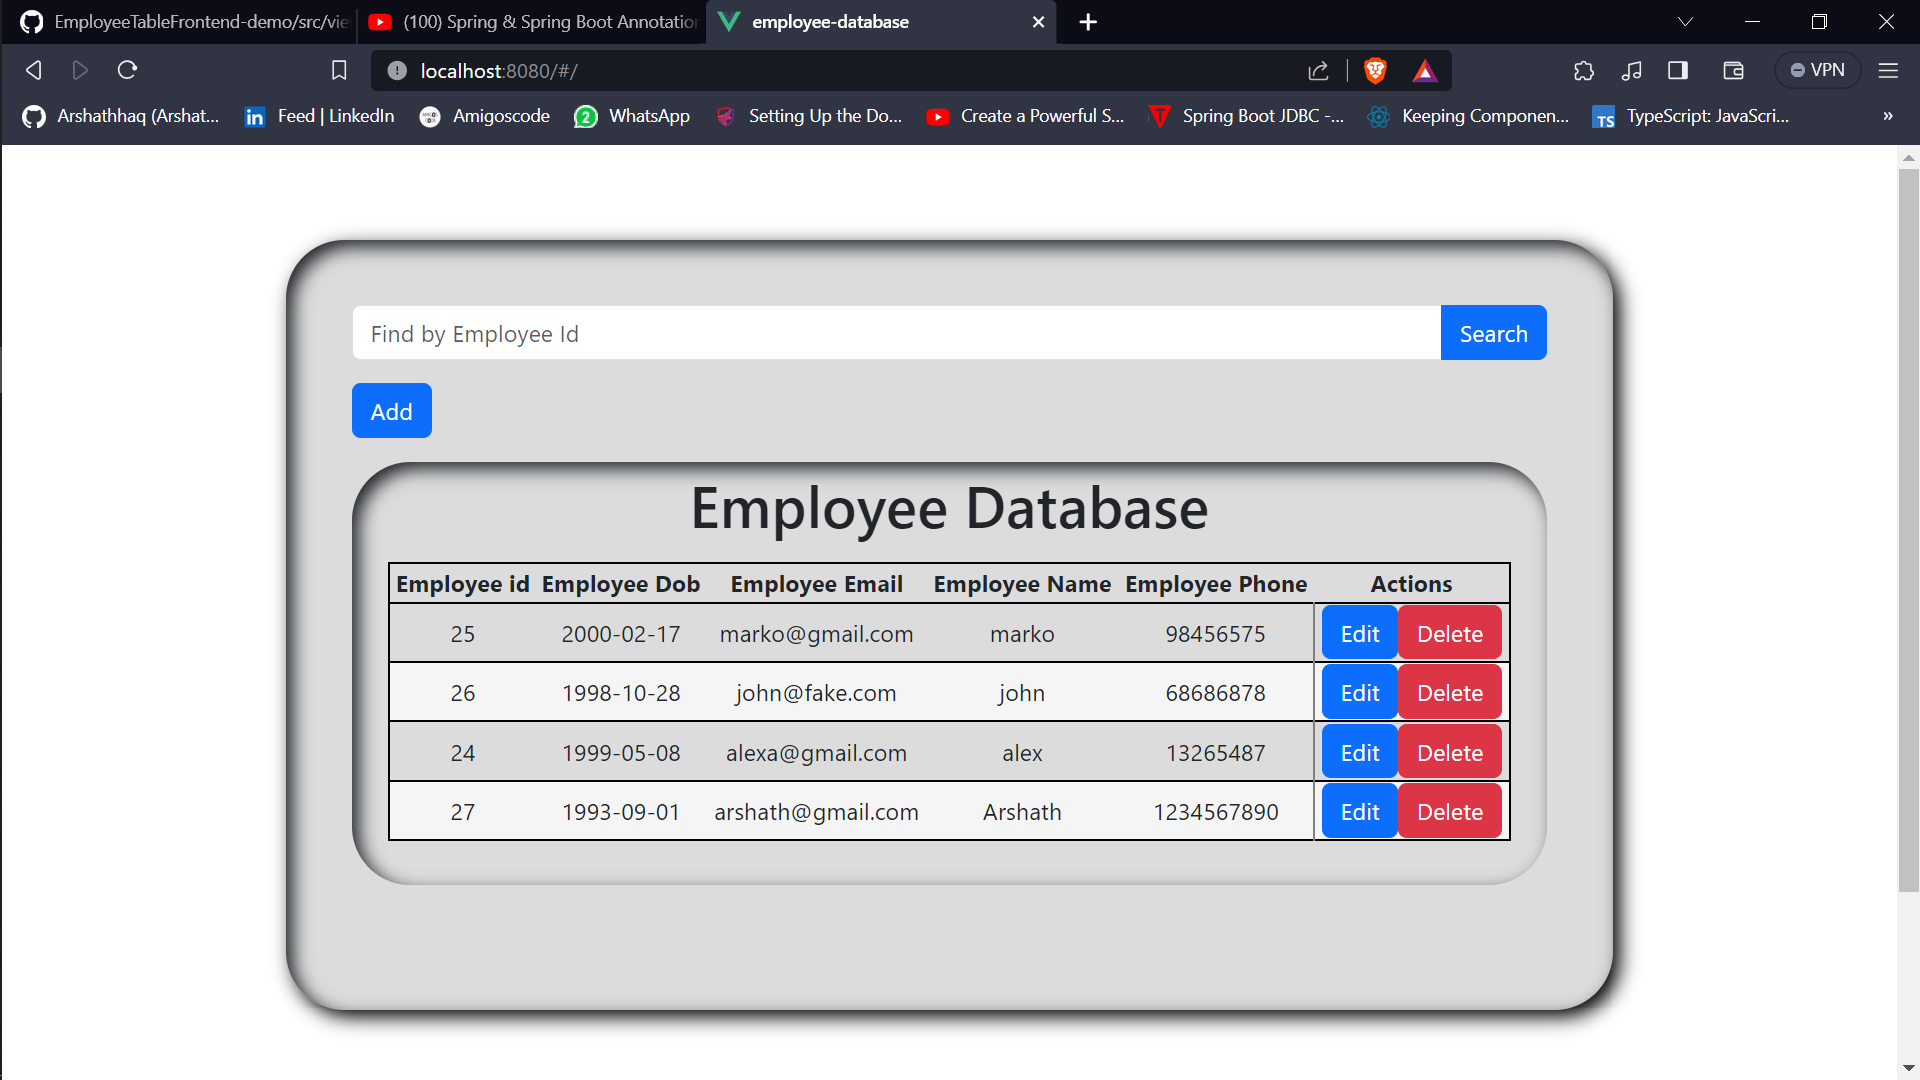 EmployeeTableFrontend-demo/src/vie
(100) Spring & Spring Boot Annotation
employee-database
localhost:8080/#/
VPN
Arshathhaq (Arshat...
Feed | LinkedIn
Amigoscode
WhatsApp
Setting Up the Do...
Create a Powerful S...
Spring Boot JDBC -...
Keeping Componen...
TypeScript: JavaScri...
»
Find by Employee Id
Search
Add
Employee Database
Employee id Employee Dob Employee Email Employee Name Employee Phone Actions
25 2000-02-17 marko@gmail.com marko 98456575 Edit Delete
26 1998-10-28 john@fake.com john 68686878 Edit Delete
24 1999-05-08 alexa@gmail.com alex 13265487 Edit Delete
27 1993-09-01 arshath@gmail.com Arshath 1234567890 Edit Delete